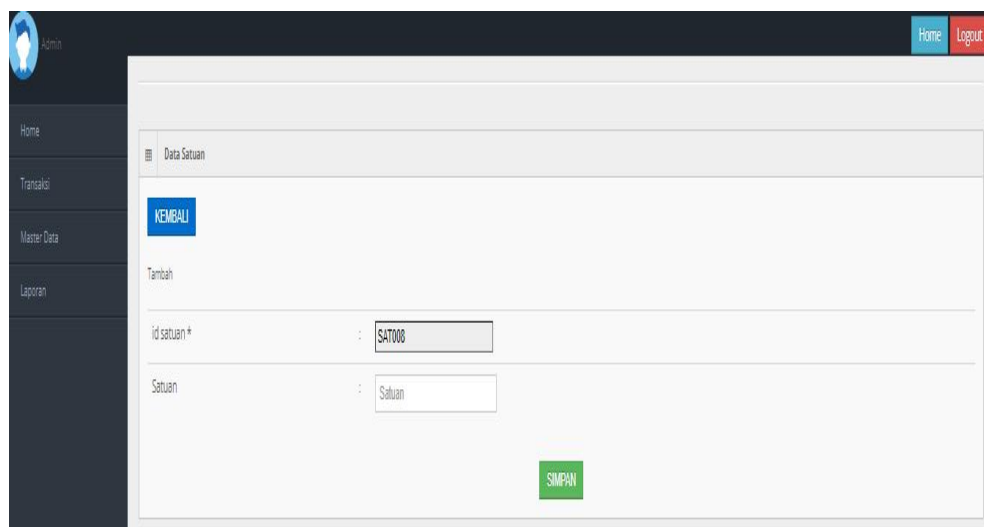 Admin
Home Logout
Home
Transaksi
Master Data
Laporan
Data Satuan
KEMBALI
Tambah
id satuan * : SAT008
Satuan : Satuan
SIMPAN